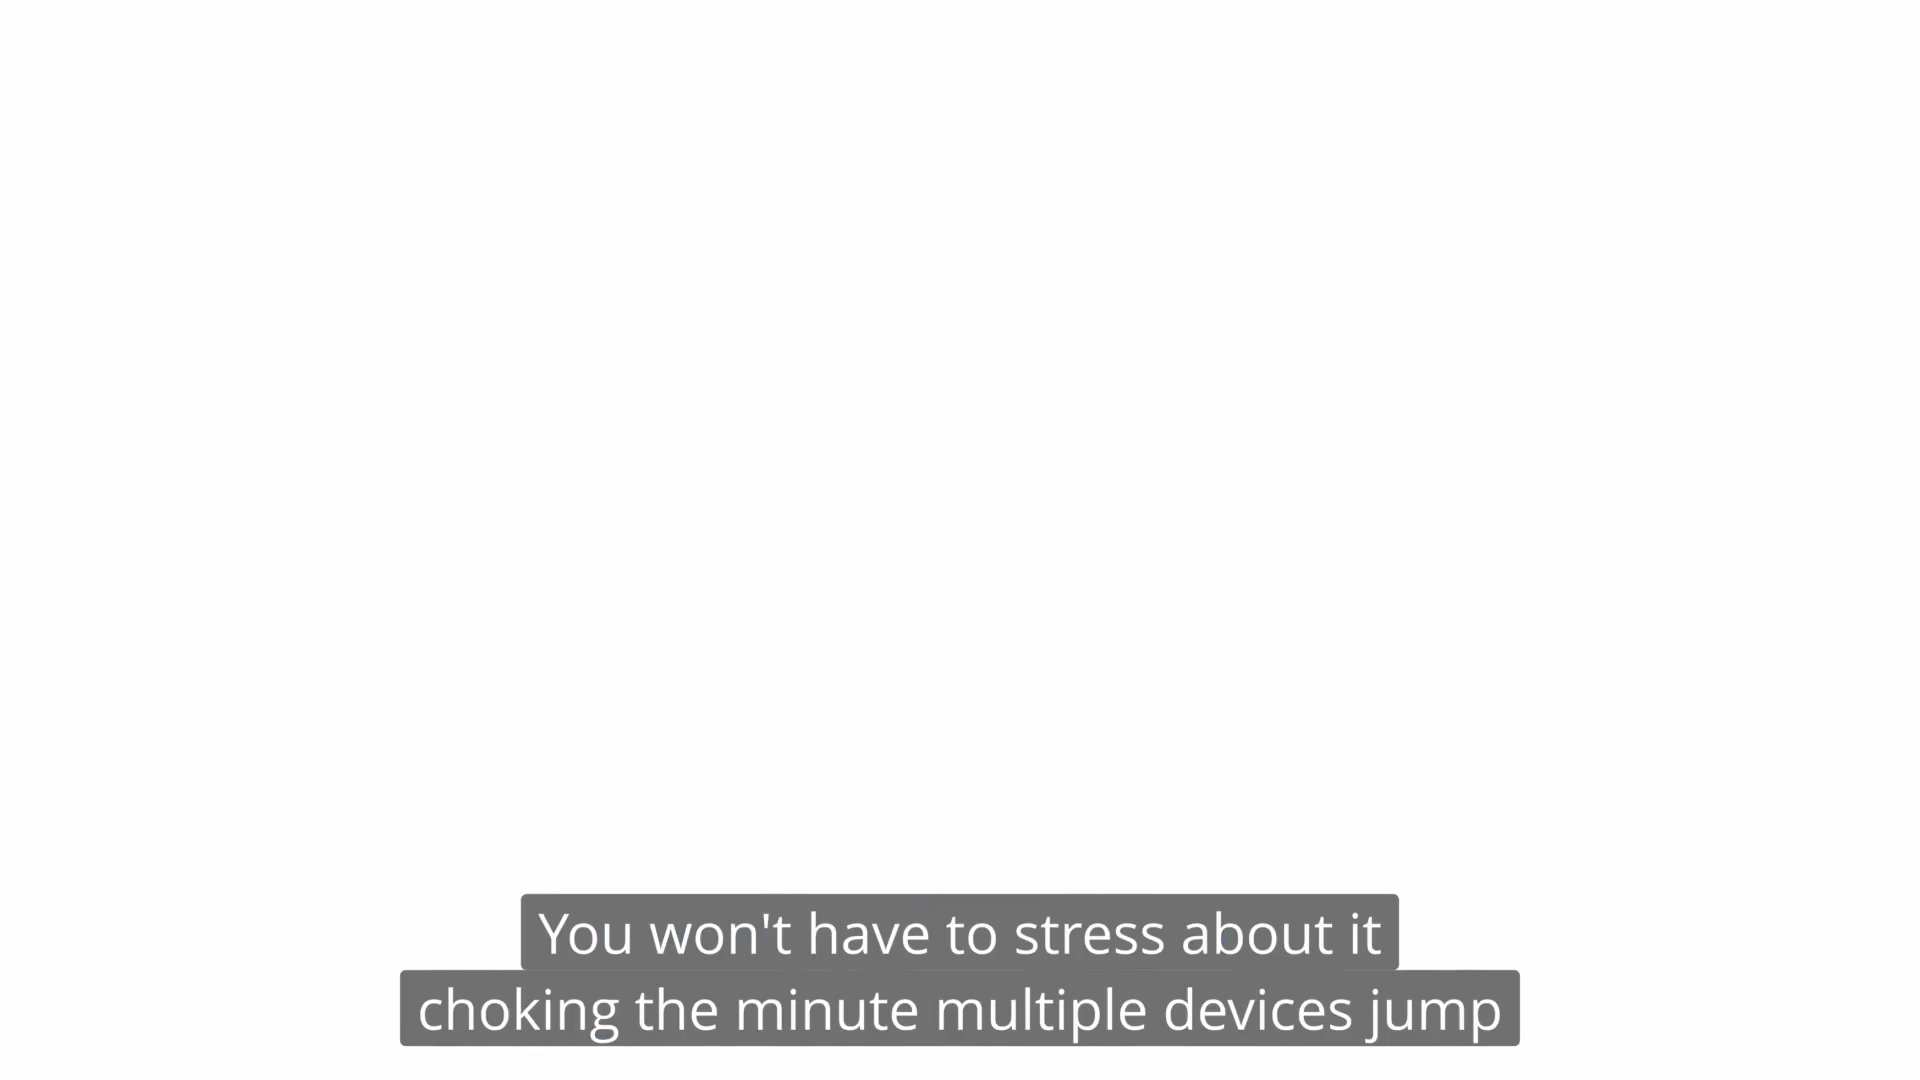 You won't have to stress about it
choking the minute multiple devices jump